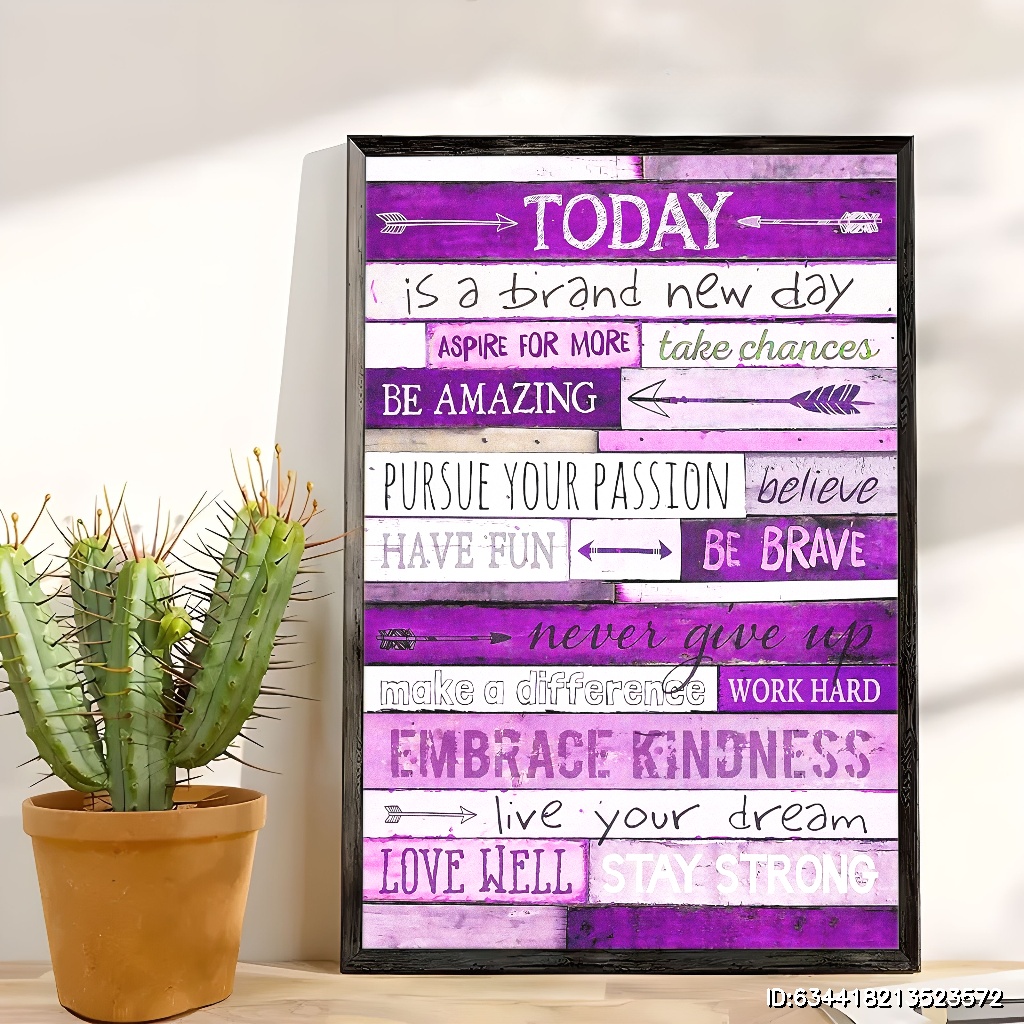 TODAY
is a brand new day
ASPIRE FOR MORE take chances
BE AMAZING
PURSUE YOUR PASSION believe
HAVE FUN BE BRAVE
never give up
make a difference WORK HARD
EMBRACE KINDNESS
live your dream
LOVE WELL STAY STRONG
ID:634418213523572